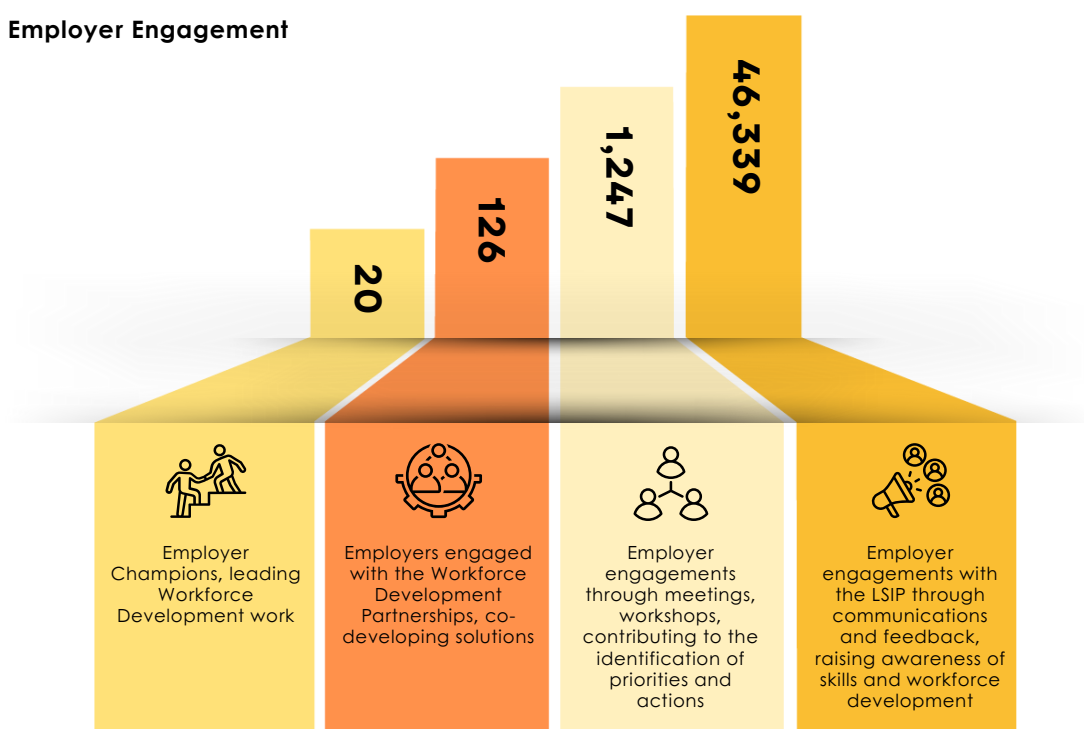 Employer Engagement
20
126
1,247
46,339
Employer
Champions, leading
Workforce
Development work
Employers engaged
with the Workforce
Development
Partnerships, co-
developing solutions
Employer
engagements
through meetings,
workshops,
contributing to the
identification of
priorities and
actions
Employer
engagements with
the LSIP through
communications
and feedback,
raising awareness of
skills and workforce
development